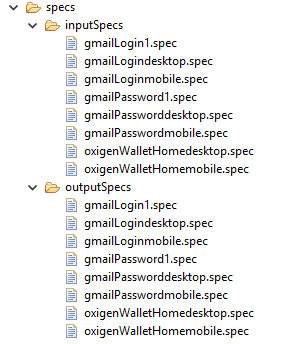 specs
inputSpecs
gmailLogin1.spec
gmailLogindesktop.spec
gmailLoginmobile.spec
gmailPassword1.spec
gmailPassworddesktop.spec
gmailPasswordmobile.spec
oxigenWalletHomedesktop.spec
oxigenWalletHomemobile.spec
outputSpecs
gmailLogin1.spec
gmailLogindesktop.spec
gmailLoginmobile.spec
gmailPassword1.spec
gmailPassworddesktop.spec
gmailPasswordmobile.spec
oxigenWalletHomedesktop.spec
oxigenWalletHomemobile.spec